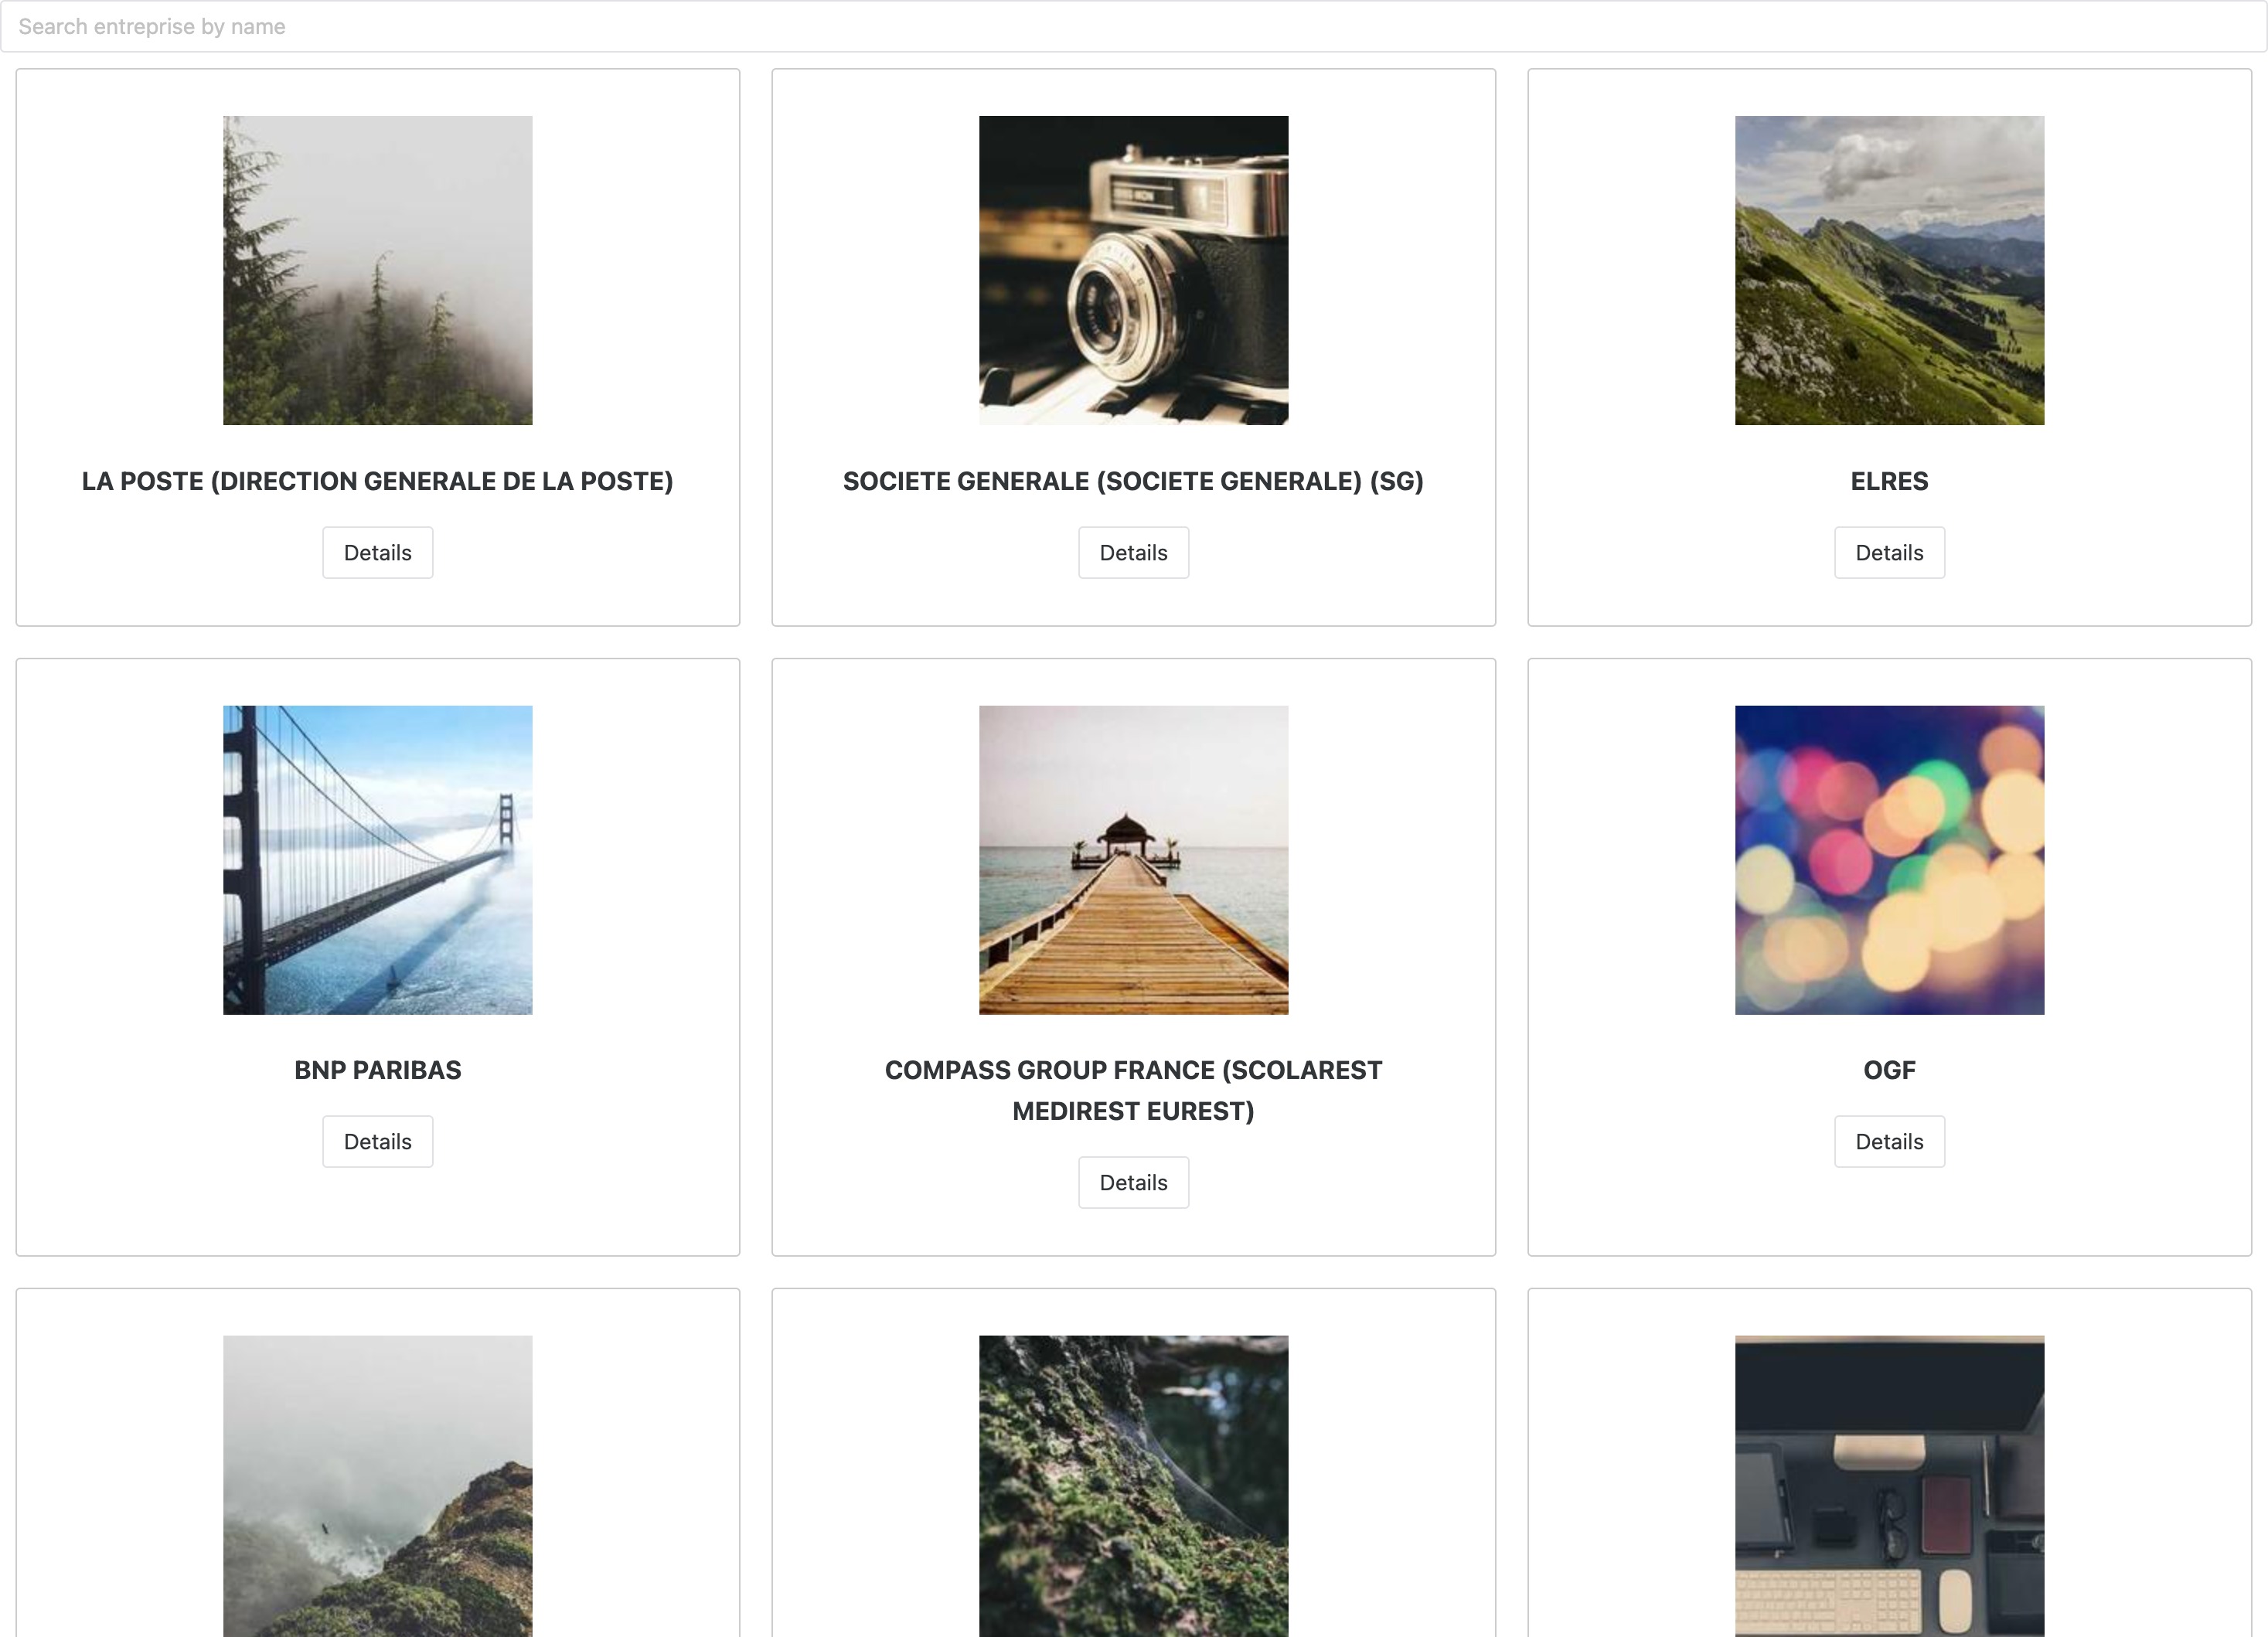 Search entreprise by name
LA POSTE (DIRECTION GENERALE DE LA POSTE)
Details
SOCIETE GENERALE (SOCIETE GENERALE) (SG)
Details
ELRES
Details
BNP PARIBAS
Details
COMPASS GROUP FRANCE (SCOLAREST
MEDIREST EUREST)
Details
OGF
Details